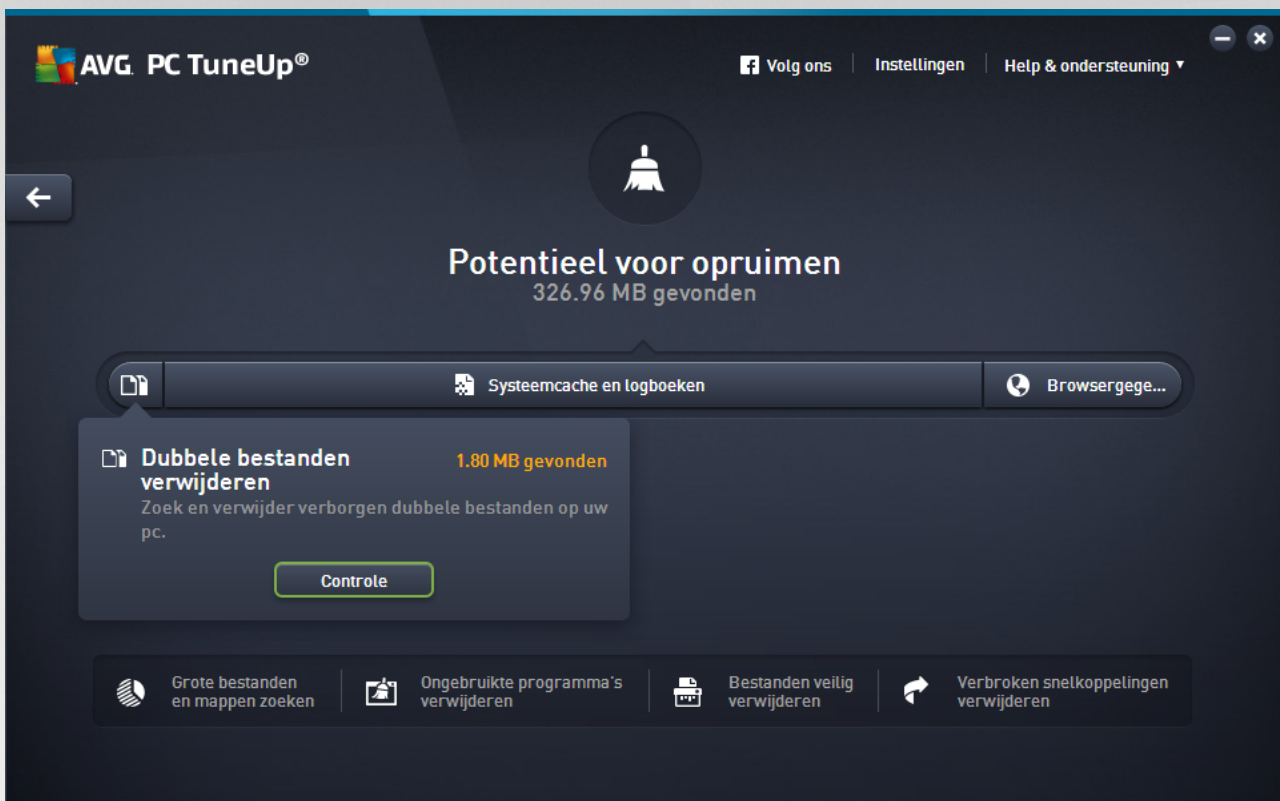 AVG. PC TuneUp®
Volg ons
Instellingen
Help & ondersteuning ▼
Potentieel voor opruimen
326.96 MB gevonden
Systeemcache en logboeken
Browsergege...
Dubbele bestanden
verwijderen
1.80 MB gevonden
Zoek en verwijder verborgen dubbele bestanden op uw
pc.
Controle
Grote bestanden
en mappen zoeken
Ongebruikte programma's
verwijderen
Bestanden veilig
verwijderen
Verbroken snelkoppelingen
verwijderen